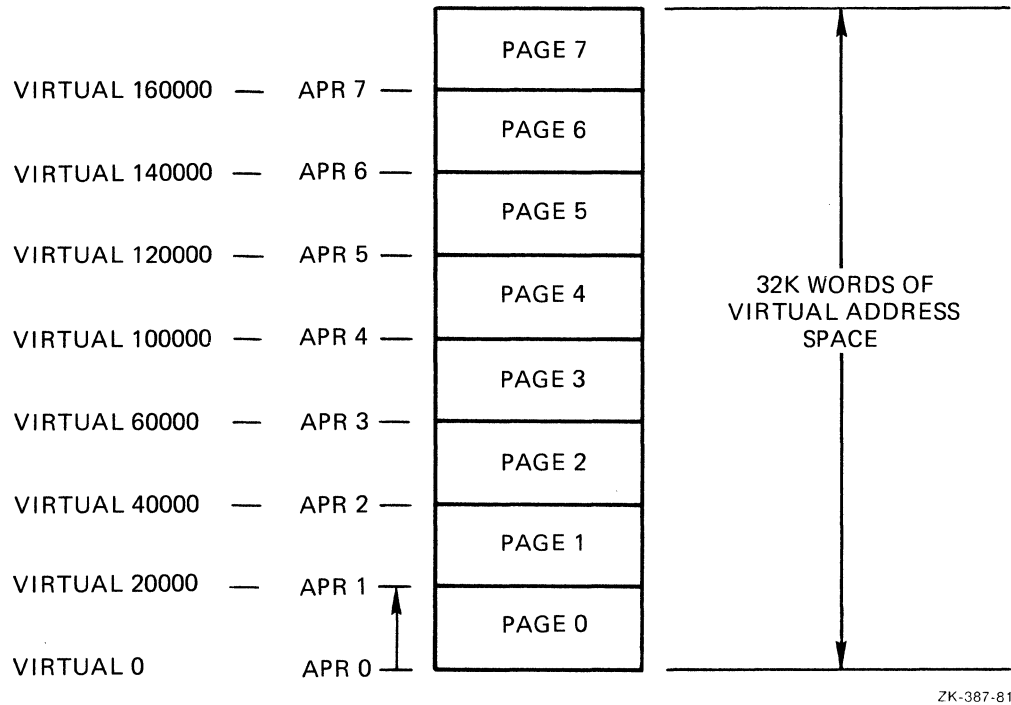 PAGE 7
VIRTUAL 160000 — APR 7 —
PAGE 6
VIRTUAL 140000 — APR 6 —
PAGE 5
VIRTUAL 120000 — APR 5 —
PAGE 4
VIRTUAL 100000 — APR 4 —
PAGE 3
VIRTUAL 60000 — APR 3 —
PAGE 2
VIRTUAL 40000 — APR 2 —
PAGE 1
VIRTUAL 20000 — APR 1
PAGE 0
VIRTUAL 0 APR 0
32K WORDS OF
VIRTUAL ADDRESS
SPACE
ZK-387-81